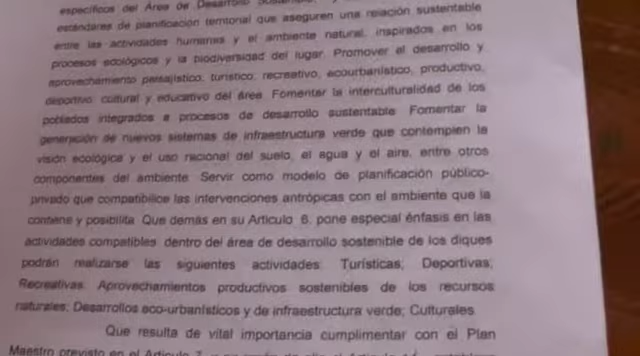 específicos del Área de Desarrollo
estándares de planificación territorial que aseguren una relación sustentable
entre las actividades humanas y el ambiente natural, inspirados en los
procesos ecológicos y la biodiversidad del lugar. Promover el desarrollo y
aprovechamiento paisajístico, turístico, recreativo, ecourbanístico, productivo,
deportivo cultural y educativo del área. Fomentar la interculturalidad de los
poblados integrados a procesos de desarrollo sustentable. Fomentar la
generación de nuevos sistemas de infraestructura verde que contemplen la
visión ecológica y el uso racional del suelo, el agua y el aire, entre otros
componentes del ambiente. Servir como modelo de planificación público-
privado que compatibilice las intervenciones antrópicas con el ambiente que la
contiene y posibilita. Que demás en su Artículo 6, pone especial énfasis en las
actividades compatibles dentro del área de desarrollo sostenible de los diques
podrán realizarse las siguientes actividades: Turísticas; Deportivas;
Recreativas; Aprovechamientos productivos sostenibles de los recursos
naturales; Desarrollos eco-urbanísticos y de infraestructura verde; Culturales
Que resulta de vital importancia cumplimentar con el Plan
Maestro previsto en el Artículo 7